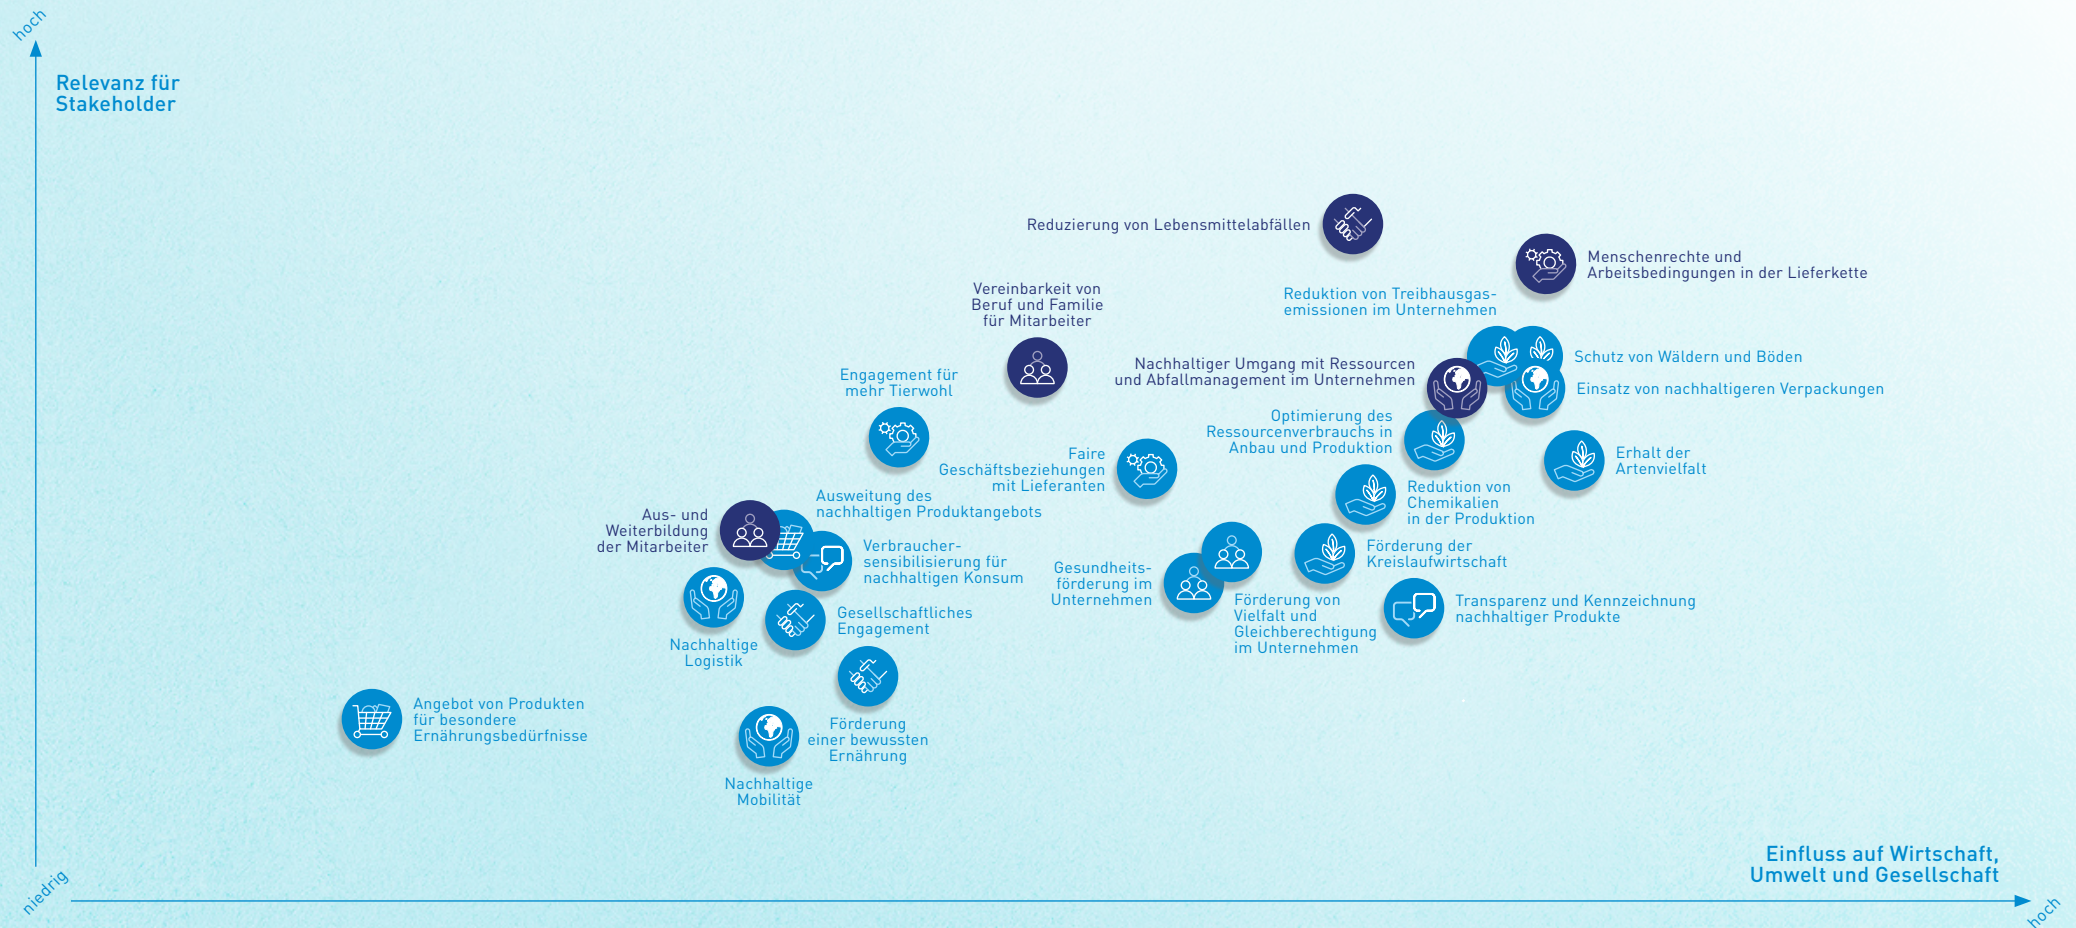 hoch
Relevanz für
Stakeholder
Reduzierung von Lebensmittelabfällen
Menschenrechte und
Arbeitsbedingungen in der Lieferkette
Vereinbarkeit von
Beruf und Familie
für Mitarbeiter
Reduktion von Treibhausgas-
emissionen im Unternehmen
Nachhaltiger Umgang mit Ressourcen
und Abfallmanagement im Unternehmen
Schutz von Wäldern und Böden
Einsatz von nachhaltigeren Verpackungen
Engagement für
mehr Tierwohl
Optimierung des
Ressourcenverbrauchs in
Anbau und Produktion
Faire
Geschäftsbeziehungen
mit Lieferanten
Erhalt der
Artenvielfalt
Reduktion von
Chemikalien
in der Produktion
Ausweitung des
nachhaltigen Produktangebots
Aus- und
Weiterbildung
der Mitarbeiter
Verbraucher-
sensibilisierung für
nachhaltigen Konsum
Förderung der
Kreislaufwirtschaft
Gesundheits-
förderung im
Unternehmen
Förderung von
Vielfalt und
Gleichberechtigung
im Unternehmen
Transparenz und Kennzeichnung
nachhaltiger Produkte
Gesellschaftliches
Engagement
Nachhaltige
Logistik
Angebot von Produkten
für besondere
Ernährungsbedürfnisse
Förderung
einer bewussten
Ernährung
Nachhaltige
Mobilität
Einfluss auf Wirtschaft,
Umwelt und Gesellschaft
niedrig
hoch